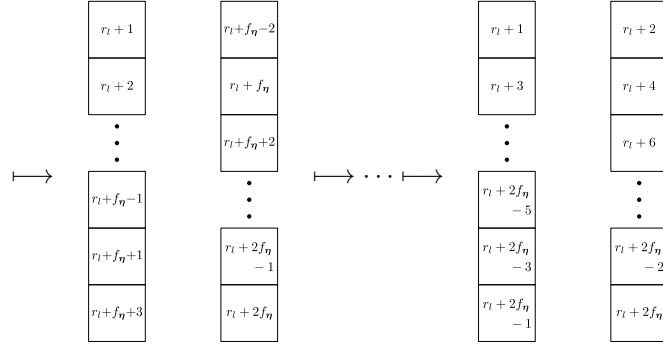 r_l + 1
r_l + 2
r_l+f_η−1
r_l+f_η+1
r_l+f_η+3
r_l+f_η−2
r_l + f_η
r_l+f_η+2
r_l + 2f_η
− 1
r_l + 2f_η
r_l + 1
r_l + 3
r_l + 2f_η
− 5
r_l + 2f_η
− 3
r_l + 2f_η
− 1
r_l + 2
r_l + 4
r_l + 6
r_l + 2f_η
− 2
r_l + 2f_η